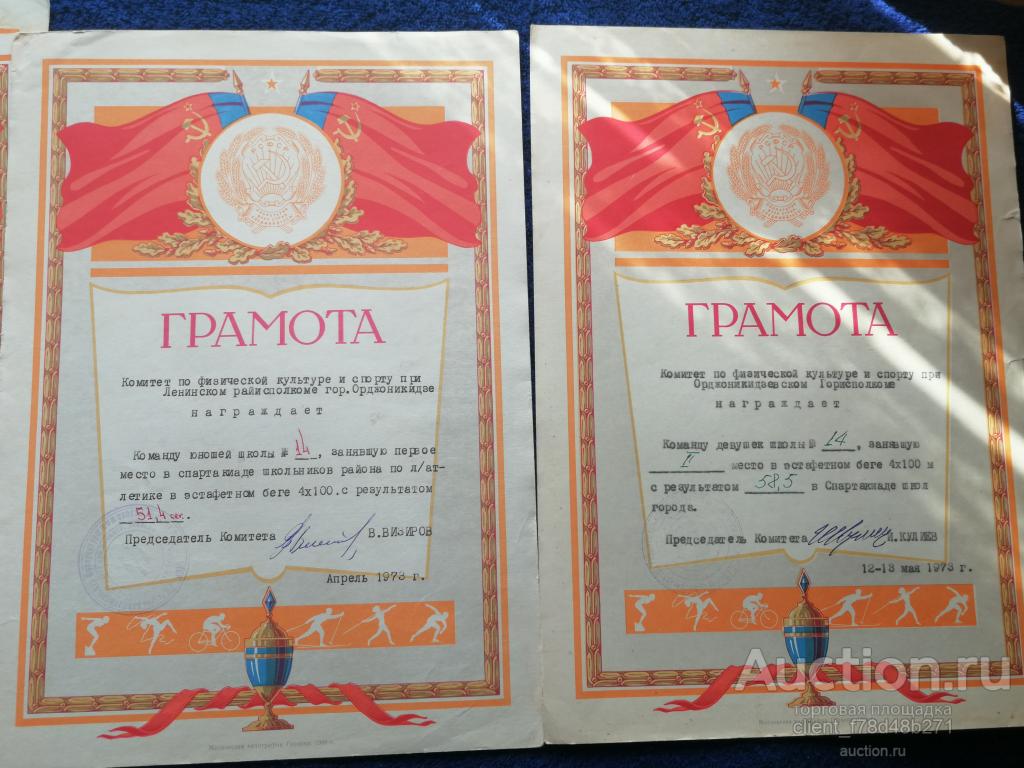 РСФСР
ГРАМОТА
Комитет по физической культуре и спорту при
Ленинском райисполкоме гор.Орджоникидзе
награждает
Команду юношей школы № 14, занявшую первое
место в спартакиаде школьников района по л/ат-
летике в эстафетном беге 4х100.с результатом
51,4 сек.
Председатель Комитета В.ВИЗИРОВ
Апрель 1973 г.
РСФСР
ГРАМОТА
Комитет по физической культуре и спорту при
Орджоникидзевском Горисполкоме
награждает
Команду девушек школы № 14, занявшую
I место в эстафетном беге 4х100 м
с результатом 58,5 в Спартакиаде школ
города.
Председатель Комитета И.КУЛИЕВ
12-13 мая 1973 г.
Auction.ru
торговая площадка
client_f78d48b271
auction.ru